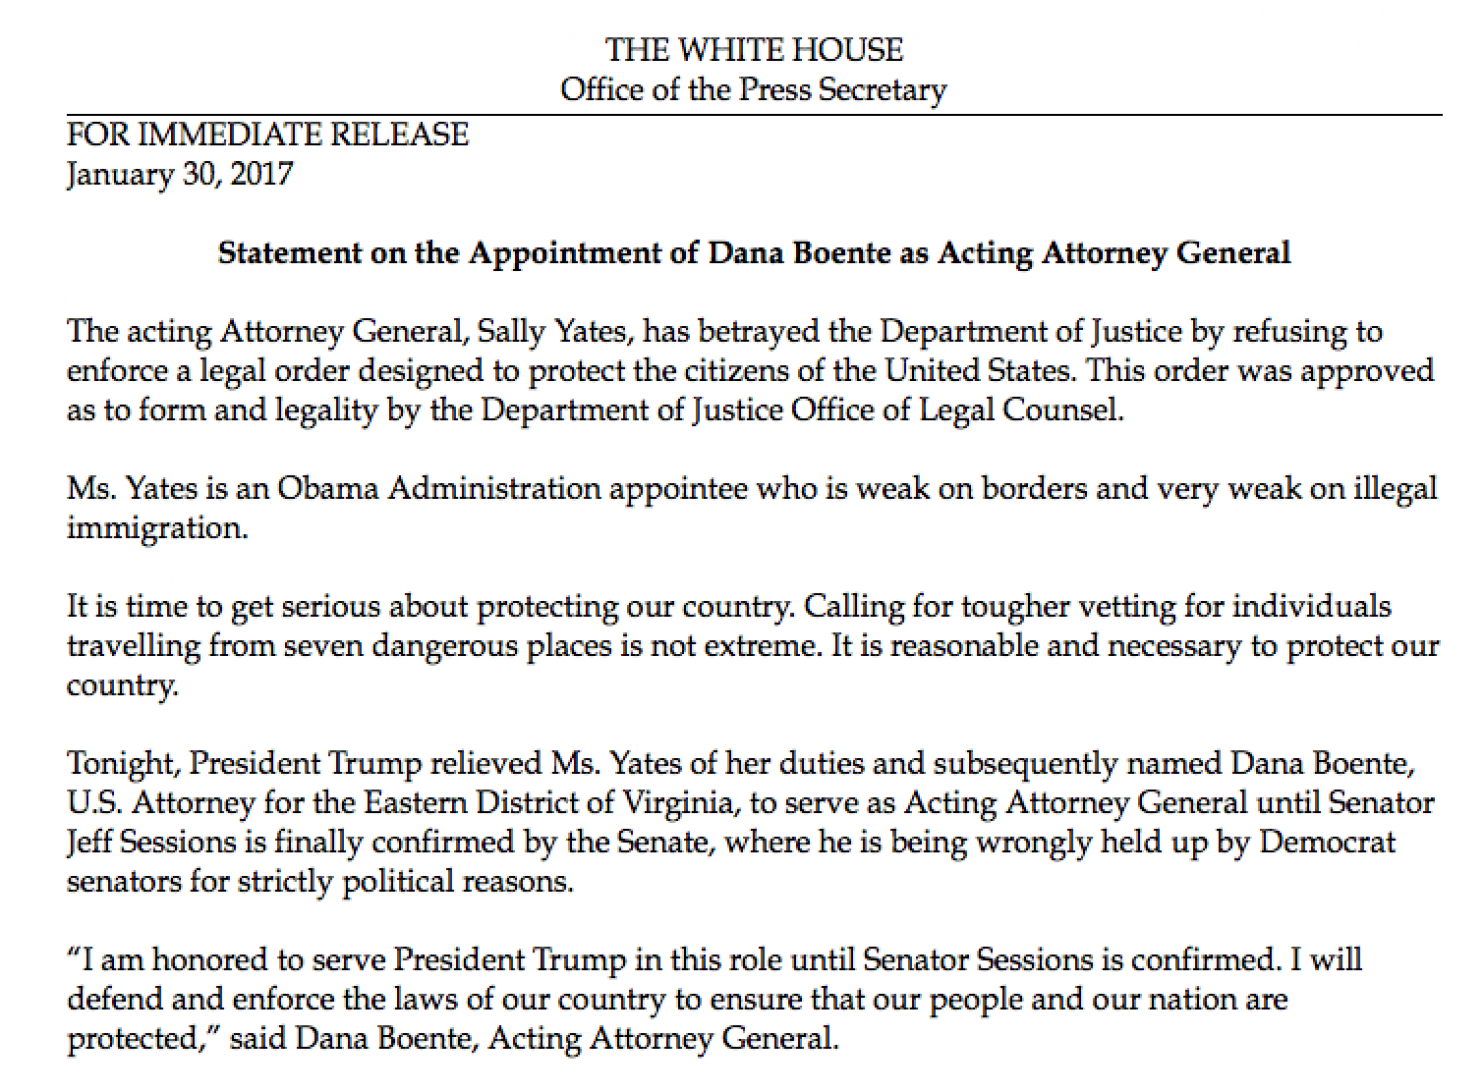 THE WHITE HOUSE
Office of the Press Secretary
FOR IMMEDIATE RELEASE
January 30, 2017
Statement on the Appointment of Dana Boente as Acting Attorney General
The acting Attorney General, Sally Yates, has betrayed the Department of Justice by refusing to
enforce a legal order designed to protect the citizens of the United States. This order was approved
as to form and legality by the Department of Justice Office of Legal Counsel.
Ms. Yates is an Obama Administration appointee who is weak on borders and very weak on illegal
immigration.
It is time to get serious about protecting our country. Calling for tougher vetting for individuals
travelling from seven dangerous places is not extreme. It is reasonable and necessary to protect our
country.
Tonight, President Trump relieved Ms. Yates of her duties and subsequently named Dana Boente,
U.S. Attorney for the Eastern District of Virginia, to serve as Acting Attorney General until Senator
Jeff Sessions is finally confirmed by the Senate, where he is being wrongly held up by Democrat
senators for strictly political reasons.
“I am honored to serve President Trump in this role until Senator Sessions is confirmed. I will
defend and enforce the laws of our country to ensure that our people and our nation are
protected,” said Dana Boente, Acting Attorney General.